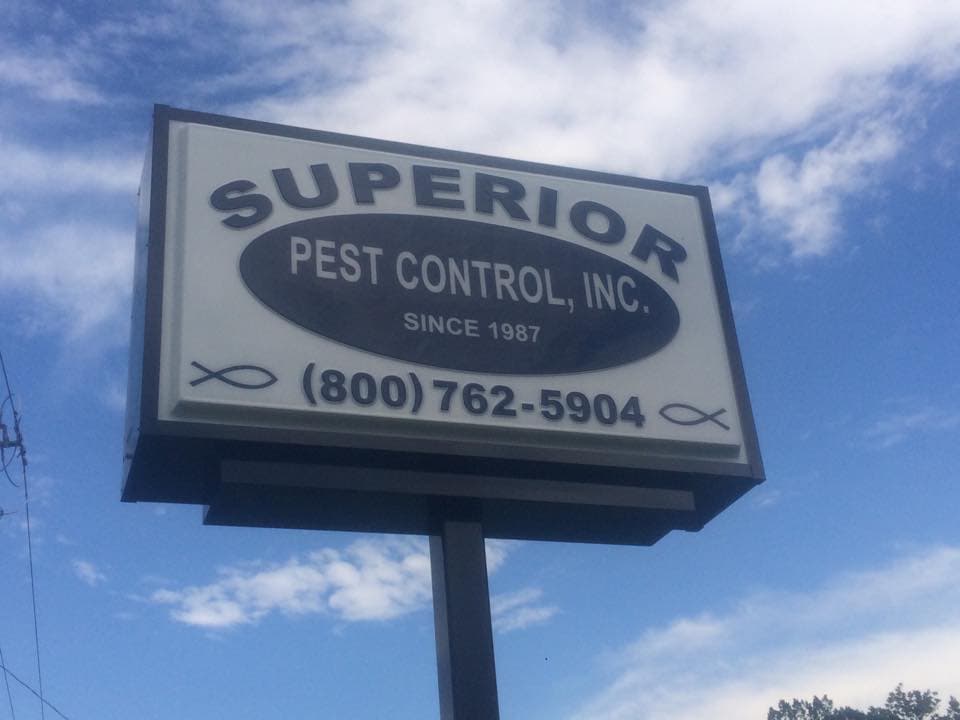 SUPERIOR
PEST CONTROL, INC.
SINCE 1987
(800) 762-5904